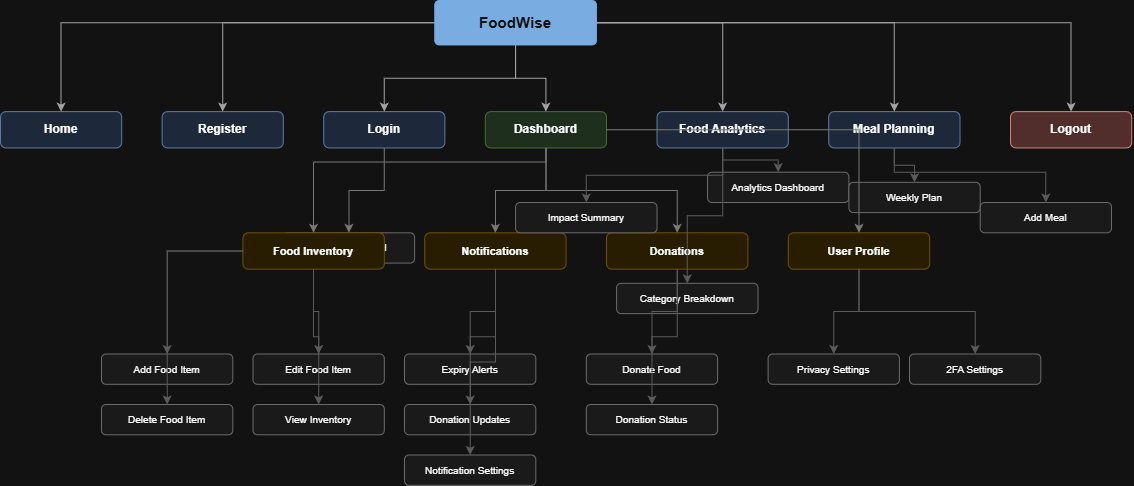 FoodWise
Home
Register
Login
Dashboard
Food Analytics
Meal Planning
Logout
Analytics Dashboard
Weekly Plan
Impact Summary
Add Meal
Food Inventory
Notifications
Donations
User Profile
Category Breakdown
Add Food Item
Edit Food Item
Expiry Alerts
Donate Food
Privacy Settings
2FA Settings
Delete Food Item
View Inventory
Donation Updates
Donation Status
Notification Settings